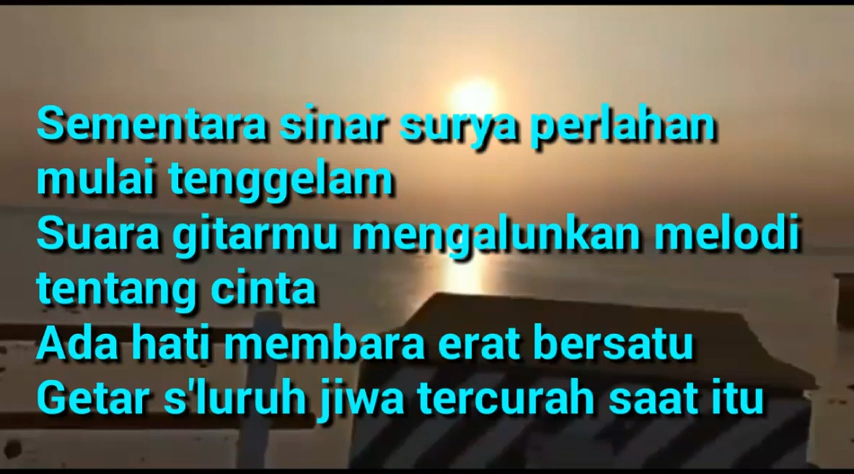 Sementara sinar surya perlahan
mulai tenggelam
Suara gitarmu mengalunkan melodi
tentang cinta
Ada hati membara erat bersatu
Getar s'luruh jiwa tercurah saat itu